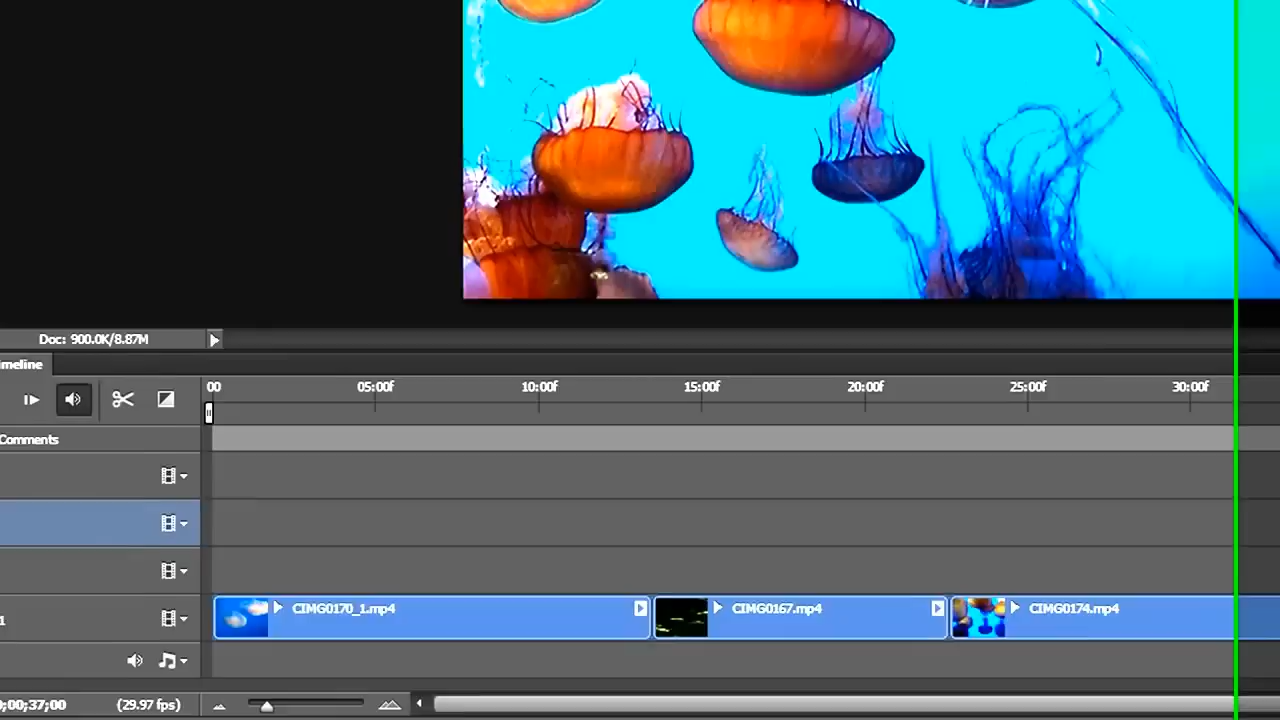 Doc: 900.0K/8.87M
imeline
00 05:00f 10:00f 15:00f 20:00f 25:00f 30:00f
Comments
CIMG0170_1.mp4 CIMG0167.mp4 CIMG0174.mp4
1
0;00;37;00 (29.97 fps)